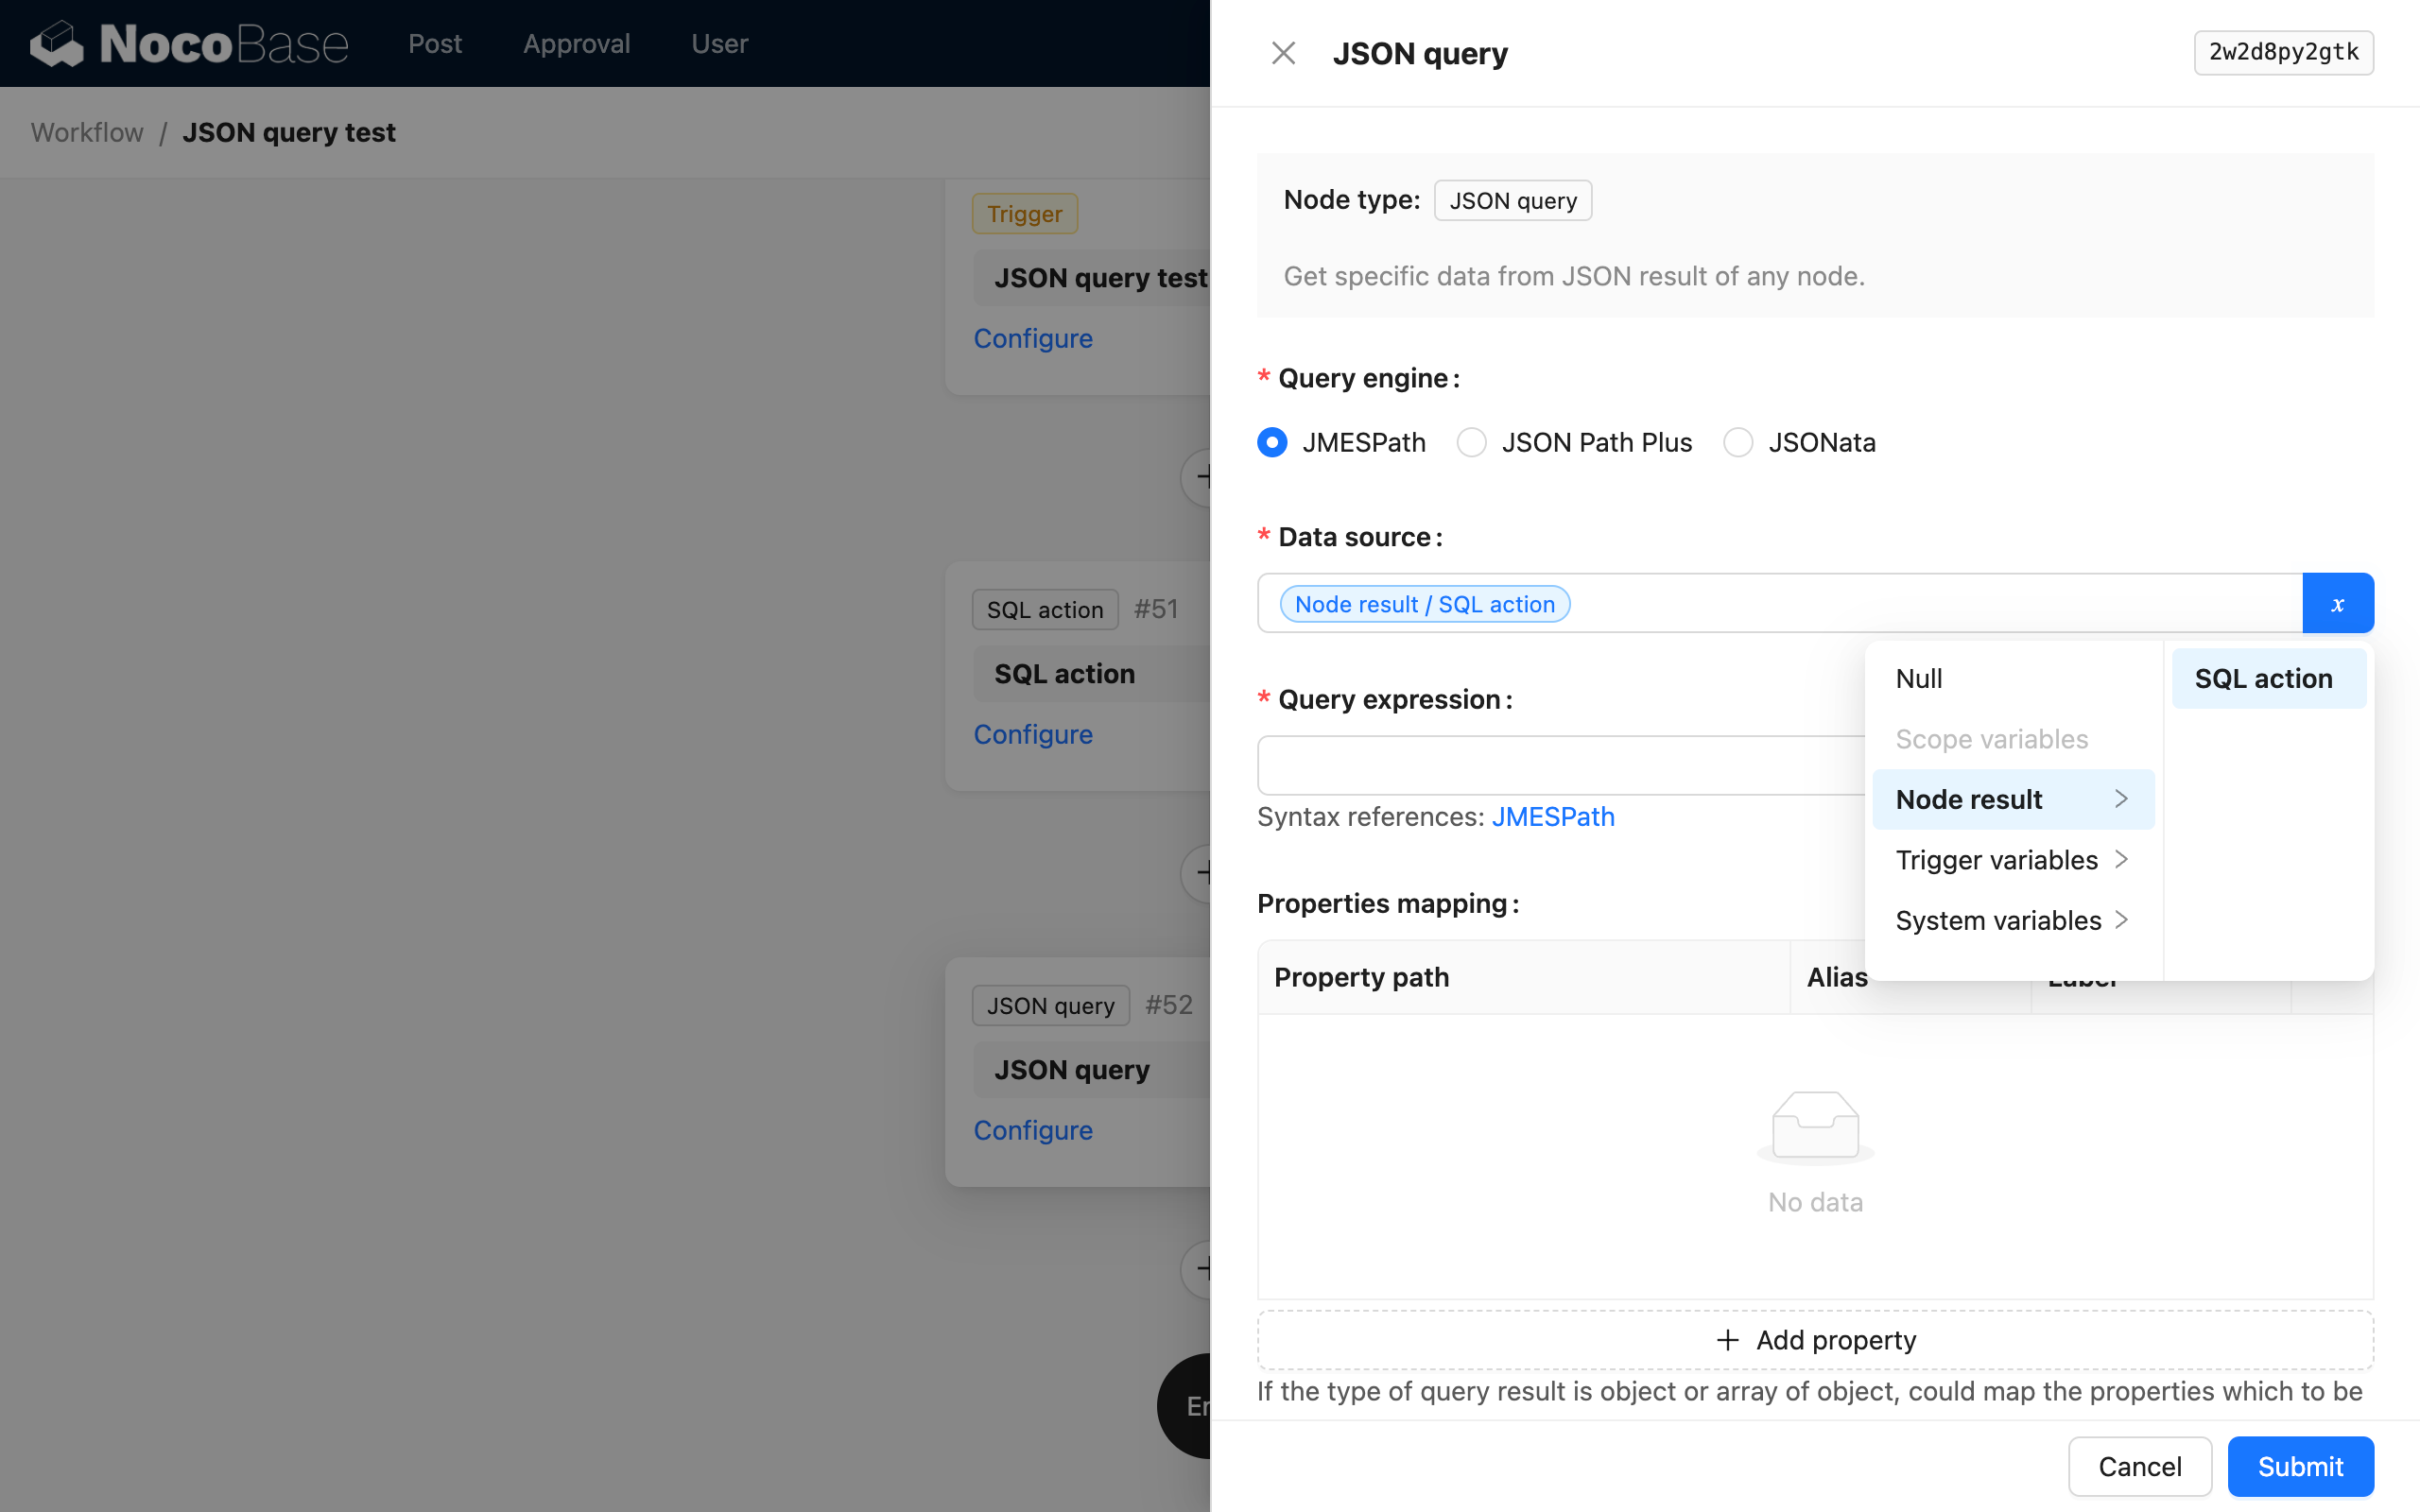 NocoBase Post Approval User
Workflow / JSON query test
Trigger
JSON query test
Configure
SQL action #51
SQL action
Configure
JSON query #52
JSON query
Configure
JSON query
2w2d8py2gtk
Node type: JSON query
Get specific data from JSON result of any node.
* Query engine:
JMESPath JSON Path Plus JSONata
* Data source:
Node result / SQL action x
Null
Scope variables
Node result
Trigger variables
System variables
SQL action
* Query expression:
Syntax references: JMESPath
Properties mapping:
Property path Alias Label
No data
+ Add property
If the type of query result is object or array of object, could map the properties which to be
Cancel Submit